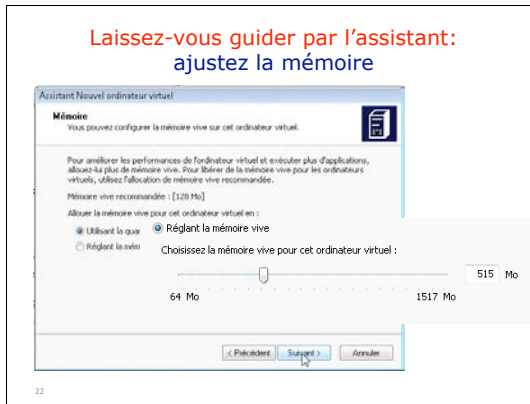 Laissez-vous guider par l’assistant:
ajustez la mémoire
Assistant Nouvel ordinateur virtuel
Mémoire
Vous pouvez configurer la mémoire vive sur cet ordinateur virtuel.
Pour améliorer les performances de l'ordinateur virtuel et exécuter plus d'applications,
allouez-lui plus de mémoire vive. Pour libérer de la mémoire vive pour les ordinateurs
virtuels, utilisez l'allocation de mémoire vive recommandée.
Mémoire vive recommandée : [128 Mo]
Allouer la mémoire vive pour cet ordinateur virtuel en :
Utilisant la quar
Réglant la mémoire vive
Réglant la mém
Choisissez la mémoire vive pour cet ordinateur virtuel :
515 Mo
64 Mo
1517 Mo
< Précédent
Suivant >
Annuler
22